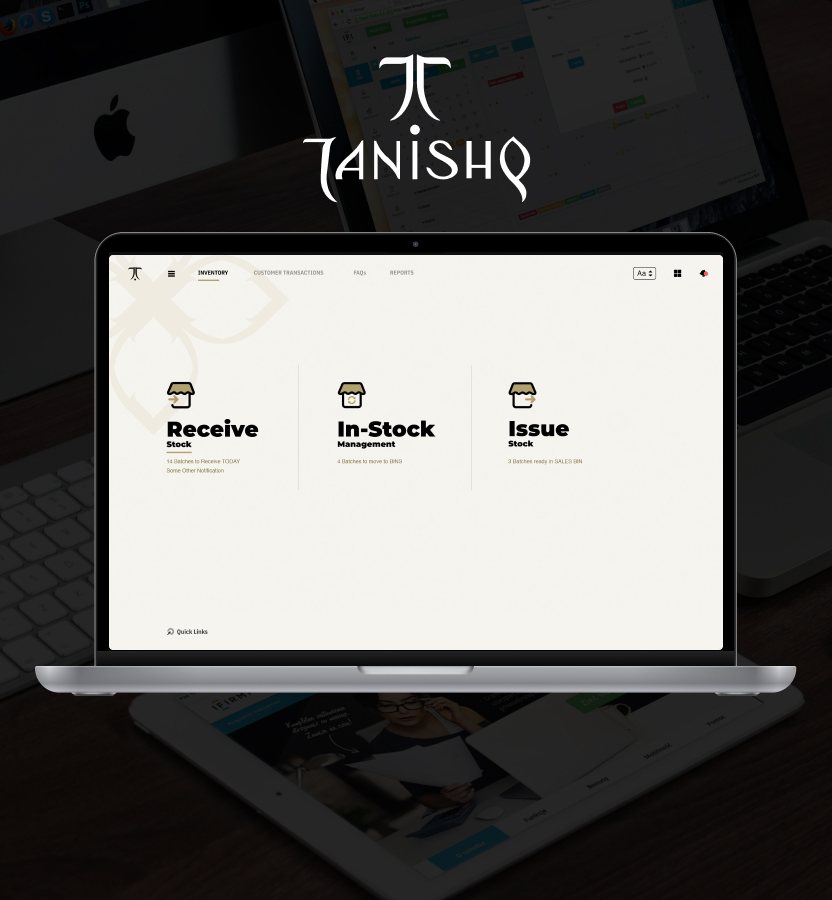 TANISHQ
INVENTORY
CUSTOMER TRANSACTIONS
FAQs
REPORTS
Aa
Receive
Stock
14 Batches to Receive TODAY
Some Other Notification
In-Stock
Management
4 Batches to move to BINS
Issue
Stock
3 Batches ready in SALES BIN
Quick Links